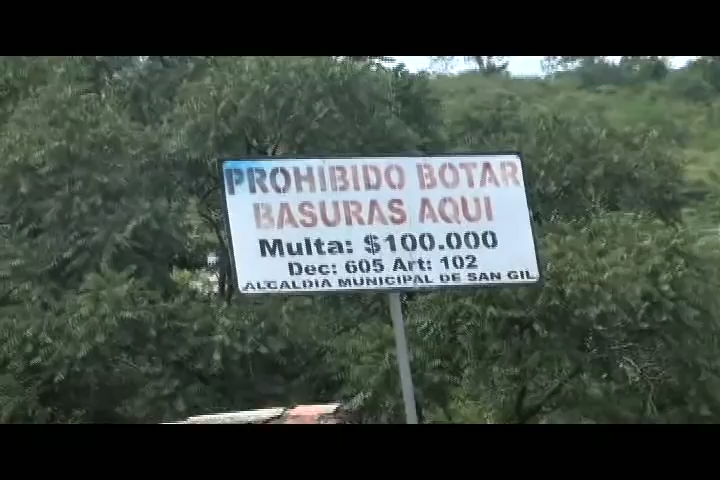 PROHIBIDO BOTAR
BASURAS AQUI
Multa: $100.000
Dec: 605 Art: 102
ALCALDIA MUNICIPAL DE SAN GIL